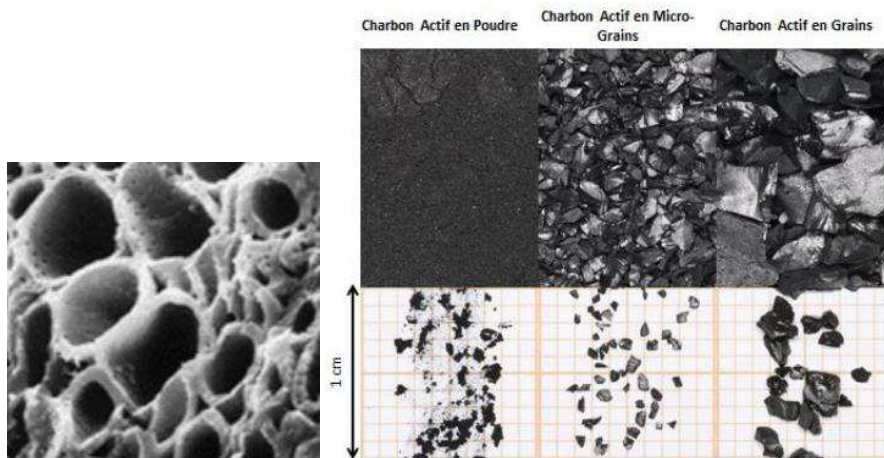 Charbon Actif en Poudre
Charbon Actif en Micro-
Grains
Charbon Actif en Grains
1 cm